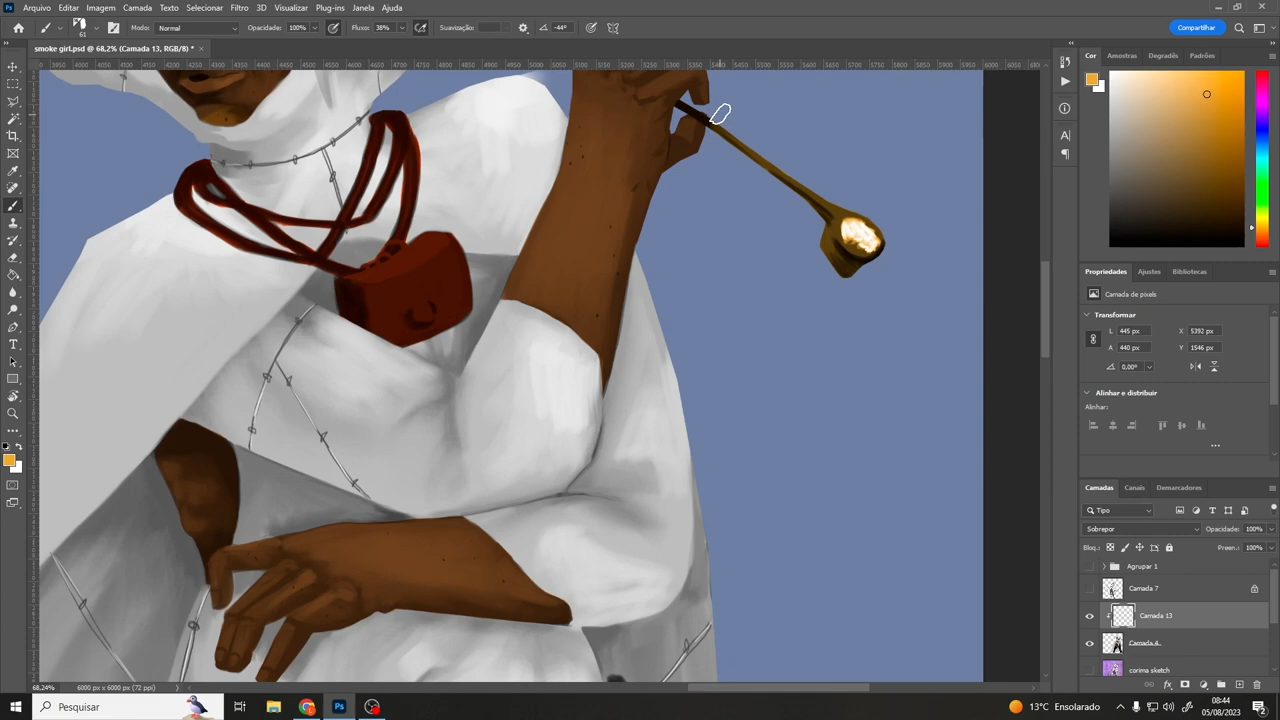 Arquivo Editar Imagem Camada Texto Selecionar Filtro 3D Visualizar Plug-ins Janela Ajuda
61 Modo: Normal Opacidade: 100% Fluxo: 38% Suavização: -44° Compartilhar
smoke girl.psd @ 68,2% (Camada 13, RGB/8) * ×
Cor Amostras Degradês Padrões
Propriedades Ajustes Bibliotecas
Camada de pixels
Transformar
L 445 px X 5392 px
A 440 px Y 1546 px
0,00°
Alinhar e distribuir
Alinhar:
Camadas Canais Demarcadores
Tipo
Sobrepor Opacidade: 100%
Bloq.: Preen.: 100%
Agrupar 1
Camada 7
Camada 13
Camada 4
corima sketch
68,24% 6000 px x 6000 px (72 ppi)
Pesquisar
13°C Ensolarado
08:44
05/08/2023